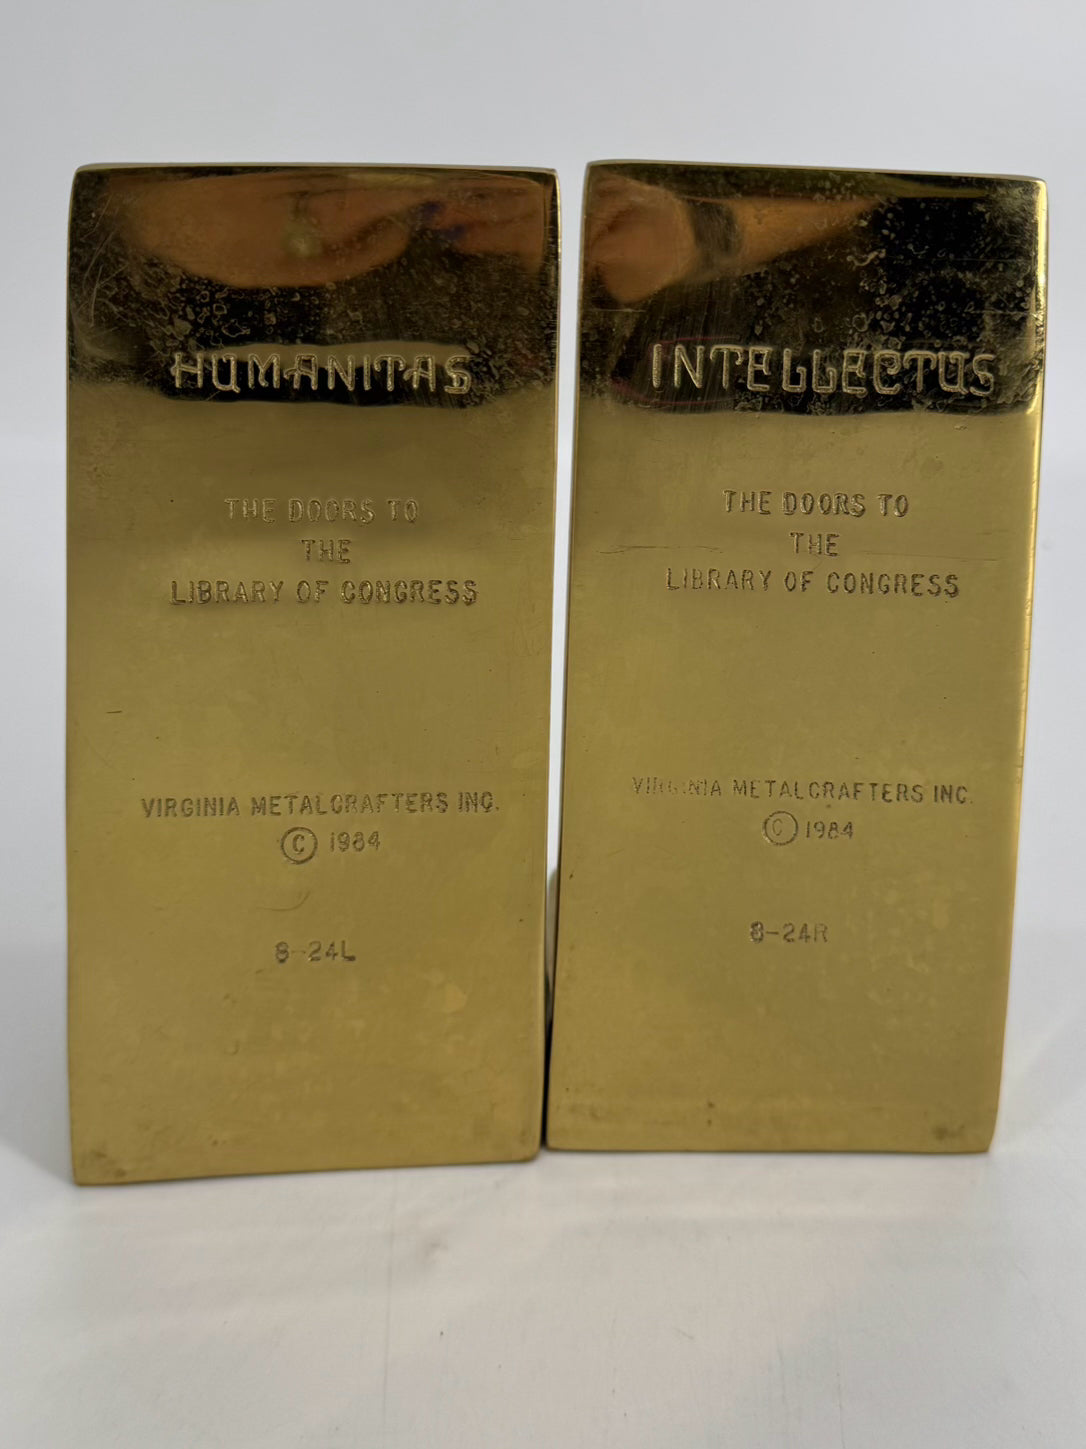 HUMANITAS
THE DOORS TO
THE
LIBRARY OF CONGRESS
VIRGINIA METALCRAFTERS INC.
© 1984
8-24L
INTELLECTUS
THE DOORS TO
THE
LIBRARY OF CONGRESS
VIRGINIA METALCRAFTERS INC.
© 1984
8-24R